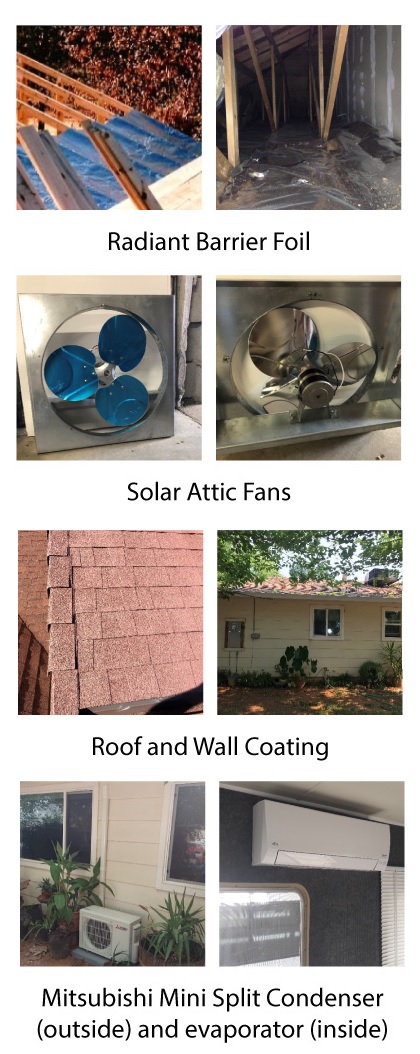 Radiant Barrier Foil
Solar Attic Fans
Roof and Wall Coating
Mitsubishi Mini Split Condenser
(outside) and evaporator (inside)